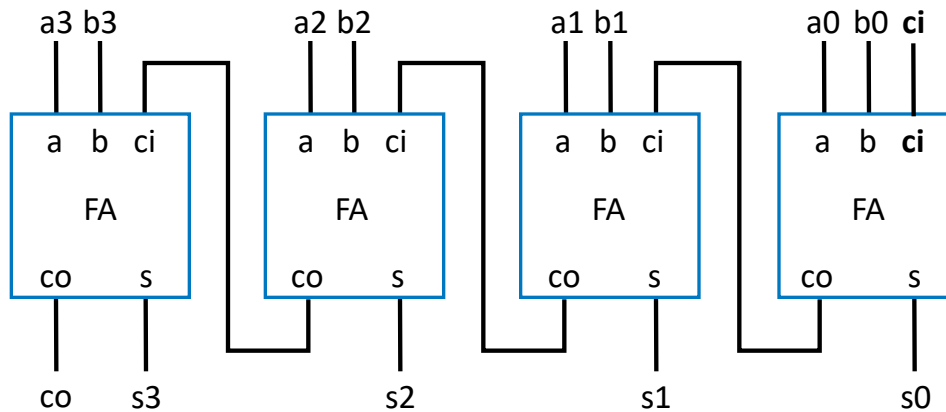 a3 b3 a2 b2 a1 b1 a0 b0 ci
a b ci a b ci a b ci a b ci
FA FA FA FA
co s co s co s co s
co s3 s2 s1 s0